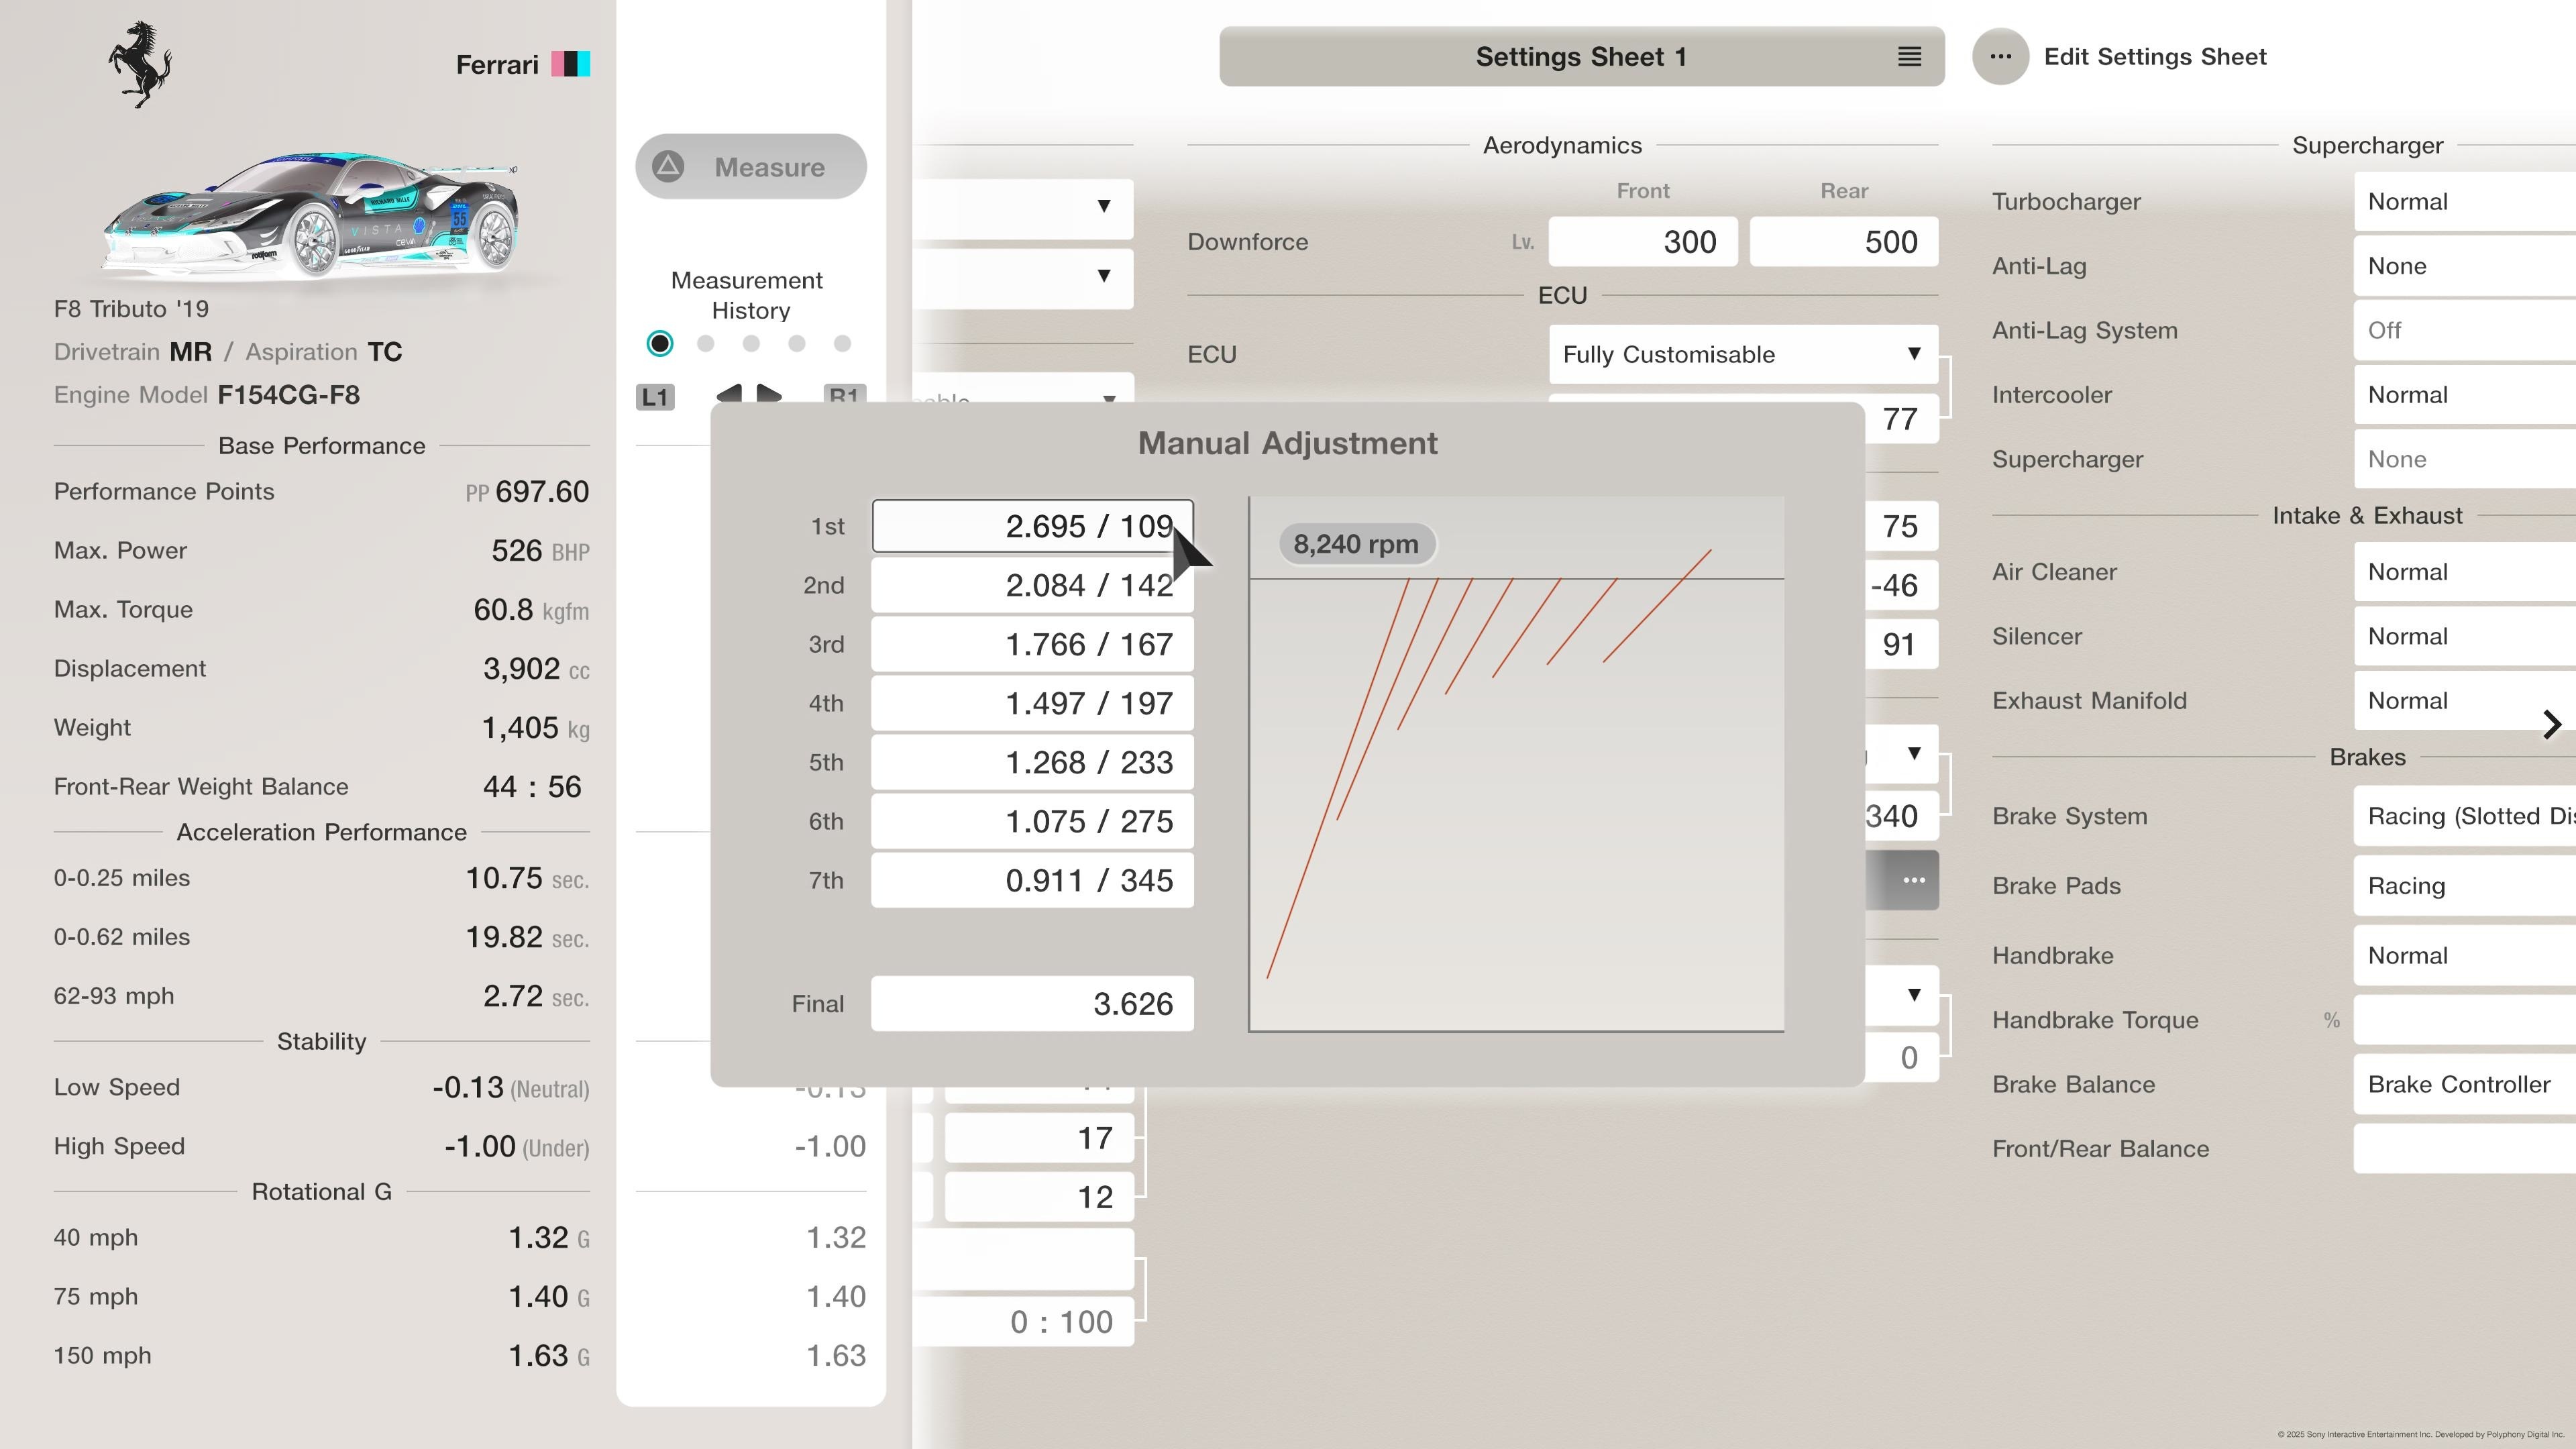 Ferrari
F8 Tributo '19
Drivetrain MR / Aspiration TC
Engine Model F154CG-F8
Base Performance
Performance Points PP 697.60
Max. Power 526 BHP
Max. Torque 60.8 kgfm
Displacement 3,902 cc
Weight 1,405 kg
Front-Rear Weight Balance 44 : 56
Acceleration Performance
0-0.25 miles 10.75 sec.
0-0.62 miles 19.82 sec.
62-93 mph 2.72 sec.
Stability
Low Speed -0.13 (Neutral)
High Speed -1.00 (Under)
Rotational G
40 mph 1.32 G
75 mph 1.40 G
150 mph 1.63 G
Measure
Measurement
History
L1 R1
-0.13
-1.00
1.32
1.40
1.63
17
12
0 : 100
Settings Sheet 1
Edit Settings Sheet
Aerodynamics
Front Rear
Downforce Lv. 300 500
ECU
ECU Fully Customisable
77
75
-46
91
340
0
Manual Adjustment
1st 2.695 / 109
2nd 2.084 / 142
3rd 1.766 / 167
4th 1.497 / 197
5th 1.268 / 233
6th 1.075 / 275
7th 0.911 / 345
Final 3.626
8,240 rpm
Supercharger
Turbocharger Normal
Anti-Lag None
Anti-Lag System Off
Intercooler Normal
Supercharger None
Intake & Exhaust
Air Cleaner Normal
Silencer Normal
Exhaust Manifold Normal
Brakes
Brake System Racing (Slotted Dis
Brake Pads Racing
Handbrake Normal
Handbrake Torque %
Brake Balance Brake Controller
Front/Rear Balance
© 2025 Sony Interactive Entertainment Inc. Developed by Polyphony Digital Inc.
VISTA
RICHARD MILLE
55